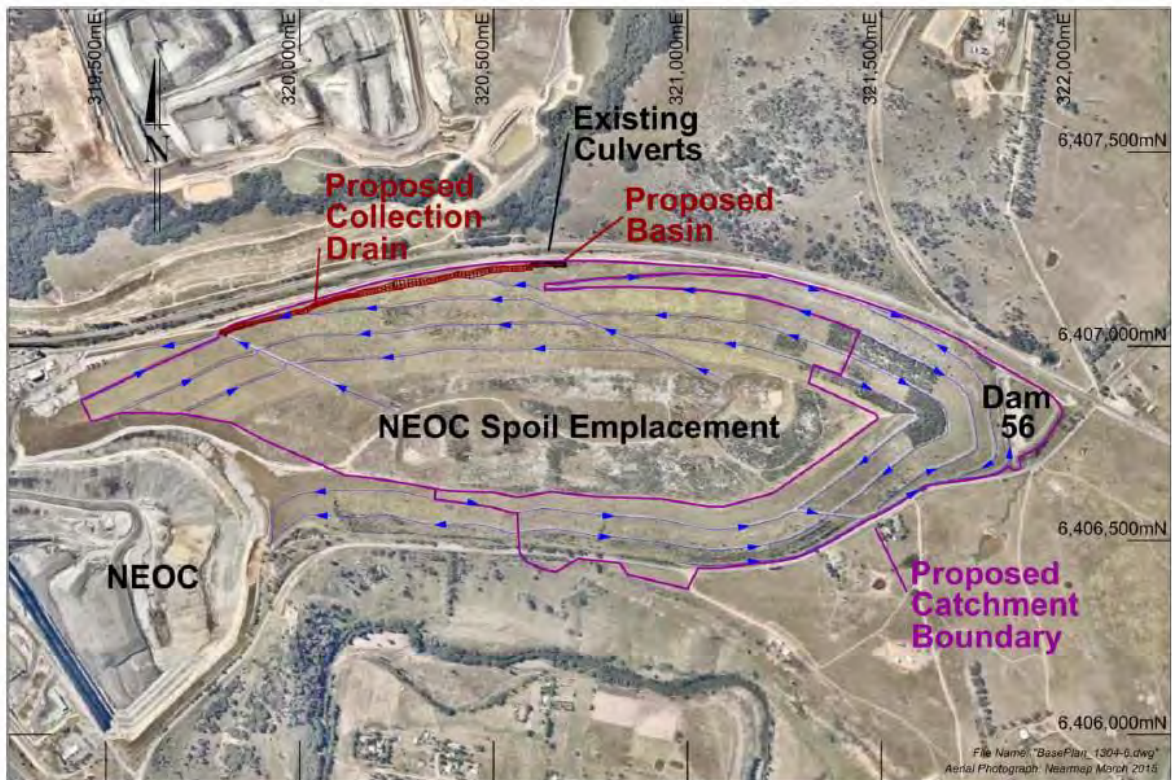 319,500mE
320,000mE
320,500mE
321,000mE
321,500mE
322,000mE
N
Existing
Culverts
6,407,500mN
Proposed
Collection
Drain
Proposed
Basin
6,407,000mN
Dam
56
NEOC Spoil Emplacement
6,406,500mN
NEOC
Proposed
Catchment
Boundary
6,406,000mN
File Name: "BasePlan_1304-6.dwg"
Aerial Photograph: Nearmap March 2015